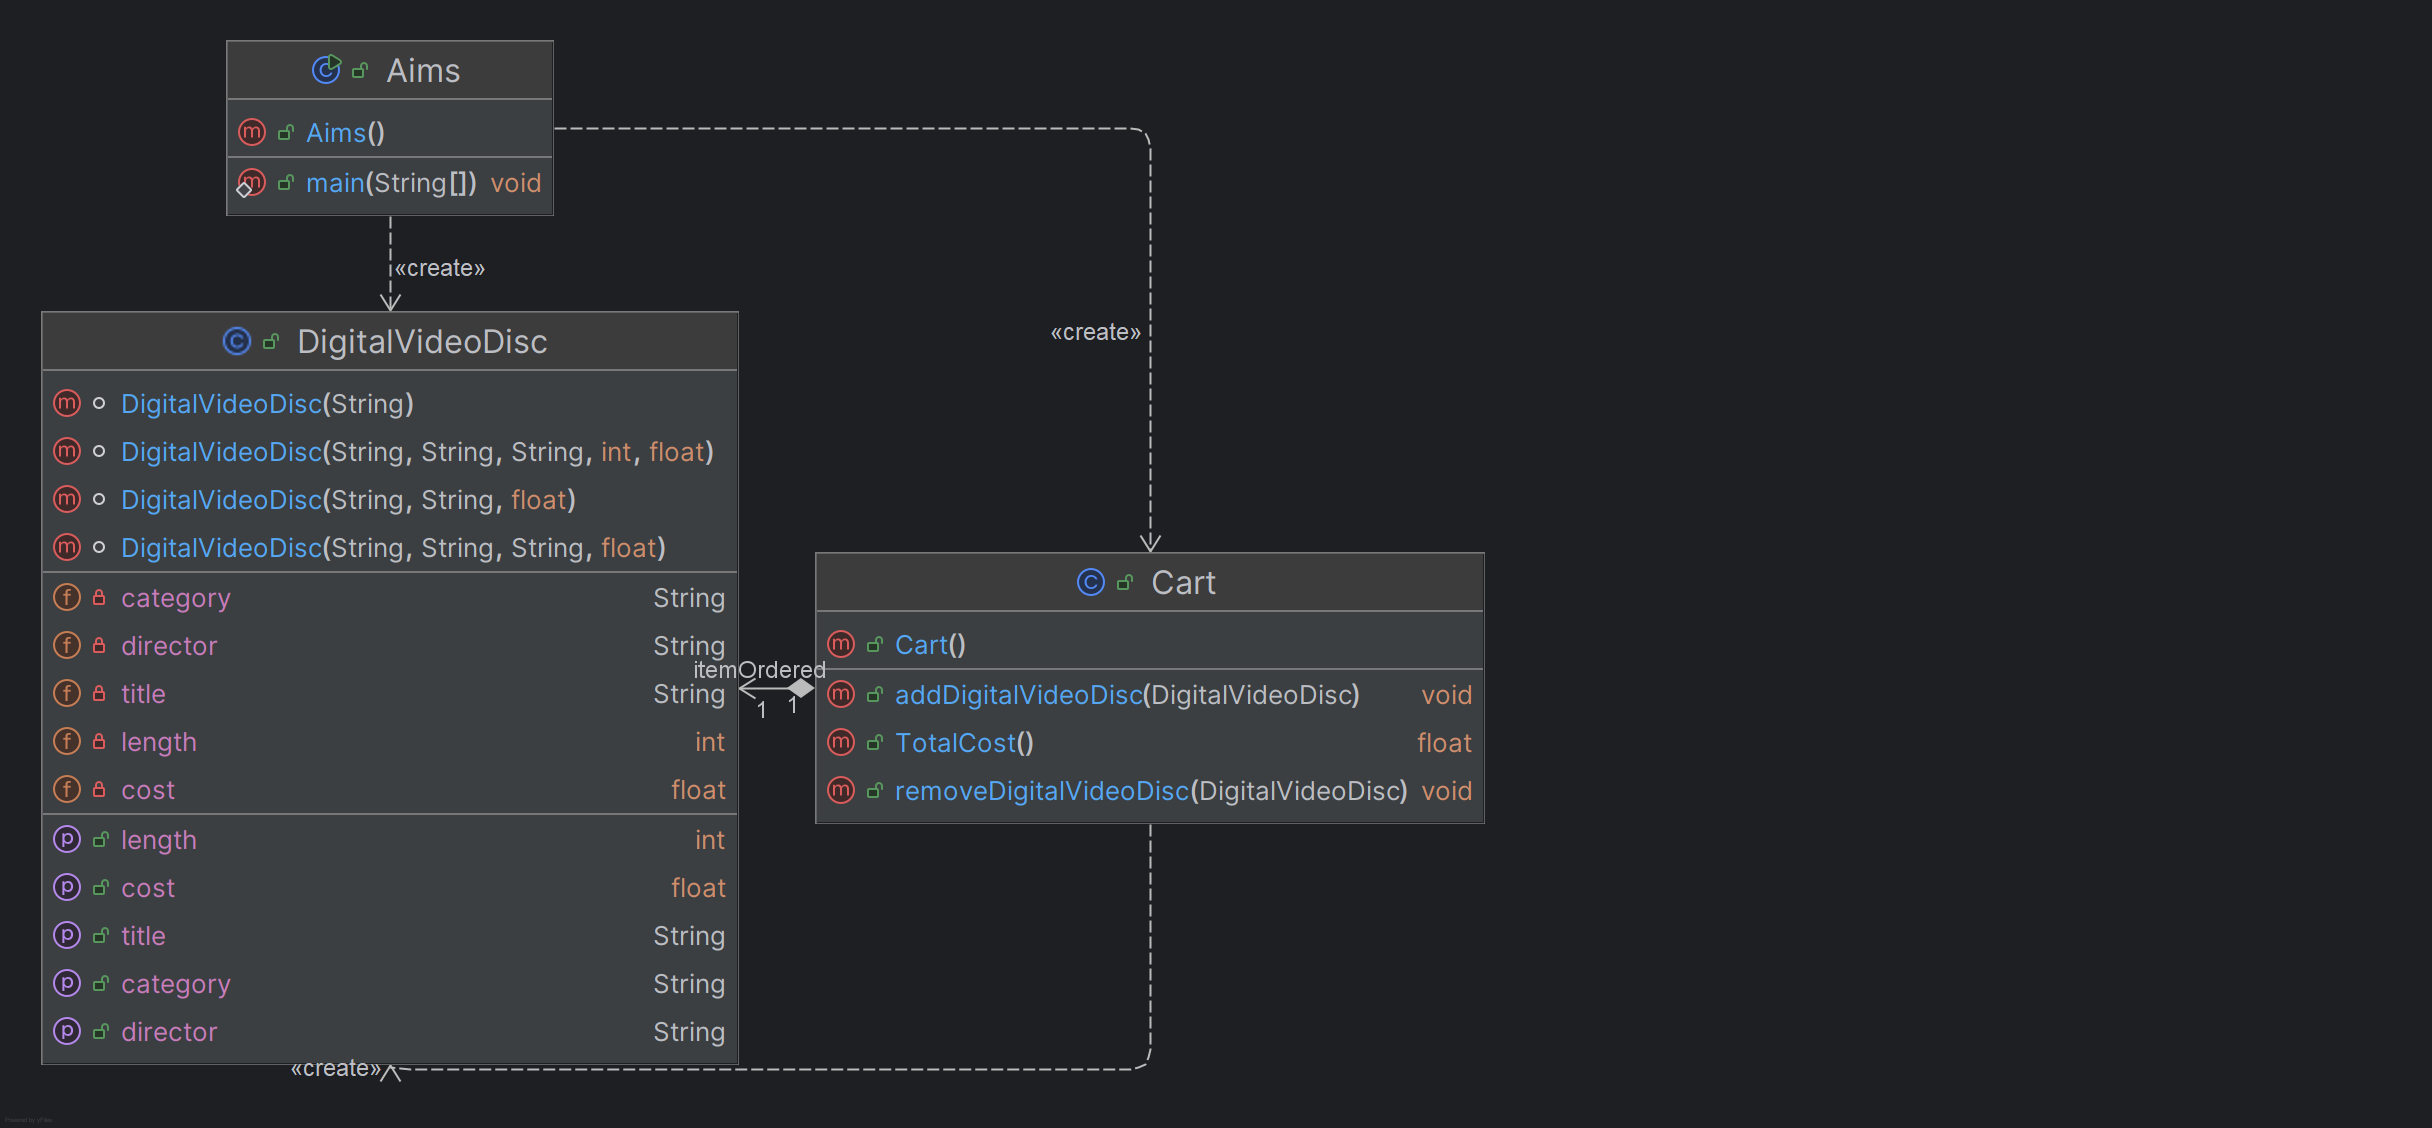 Aims
Aims()
main(String[]) void
«create»
«create»
DigitalVideoDisc
DigitalVideoDisc(String)
DigitalVideoDisc(String, String, String, int, float)
DigitalVideoDisc(String, String, float)
DigitalVideoDisc(String, String, String, float)
category String
director String
title String
length int
cost float
length int
cost float
title String
category String
director String
itemOrdered
1 1
Cart
Cart()
addDigitalVideoDisc(DigitalVideoDisc) void
TotalCost() float
removeDigitalVideoDisc(DigitalVideoDisc) void
«create»